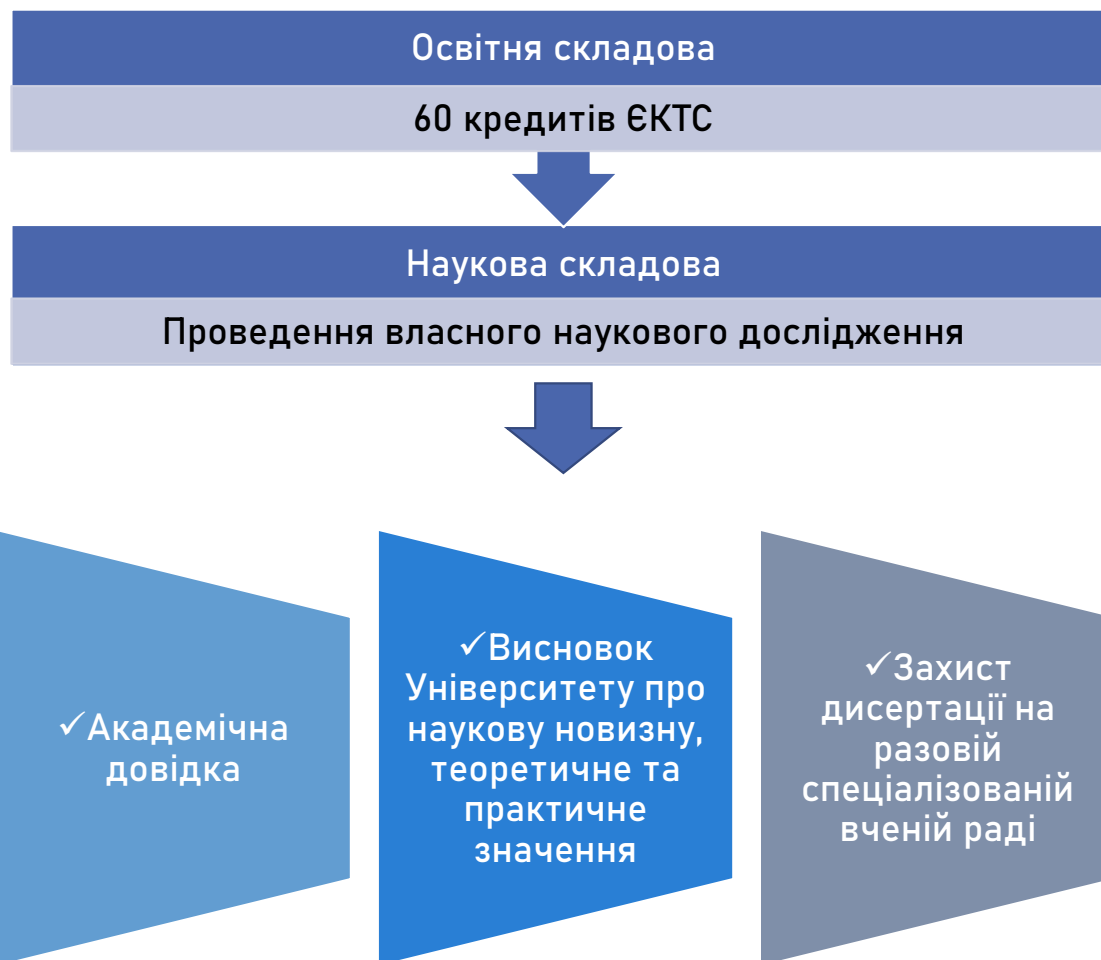 Освітня складова
60 кредитів ЄКТС
Наукова складова
Проведення власного наукового дослідження
✓Академічна
довідка
✓Висновок
Університету про
наукову новизну,
теоретичне та
практичне
значення
✓Захист
дисертації на
разовій
спеціалізованій
вченій раді